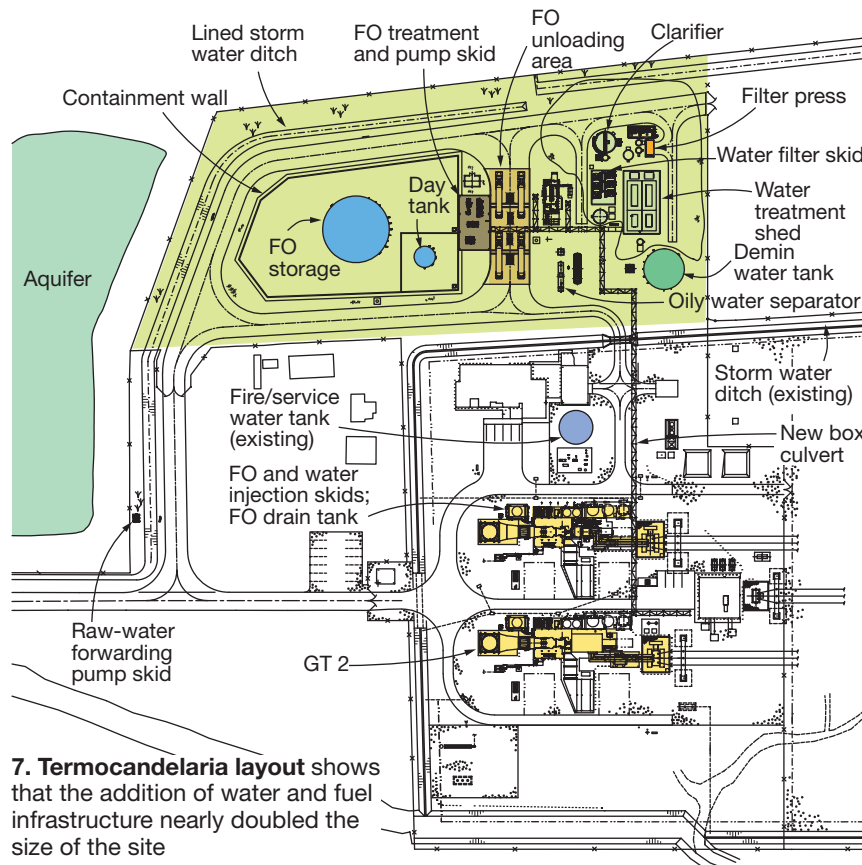 Lined storm
water ditch
FO treatment
and pump skid
FO
unloading
area
Clarifier
Containment wall
Filter press
Water filter skid
Day
tank
Water
treatment
shed
FO
storage
Aquifer
Demin
water tank
Oily water separator
Storm water
ditch (existing)
Fire/service
water tank
(existing)
New box
culvert
FO and water
injection skids;
FO drain tank
Raw-water
forwarding
pump skid
GT 2
7. Termocandelaria layout shows
that the addition of water and fuel
infrastructure nearly doubled the
size of the site